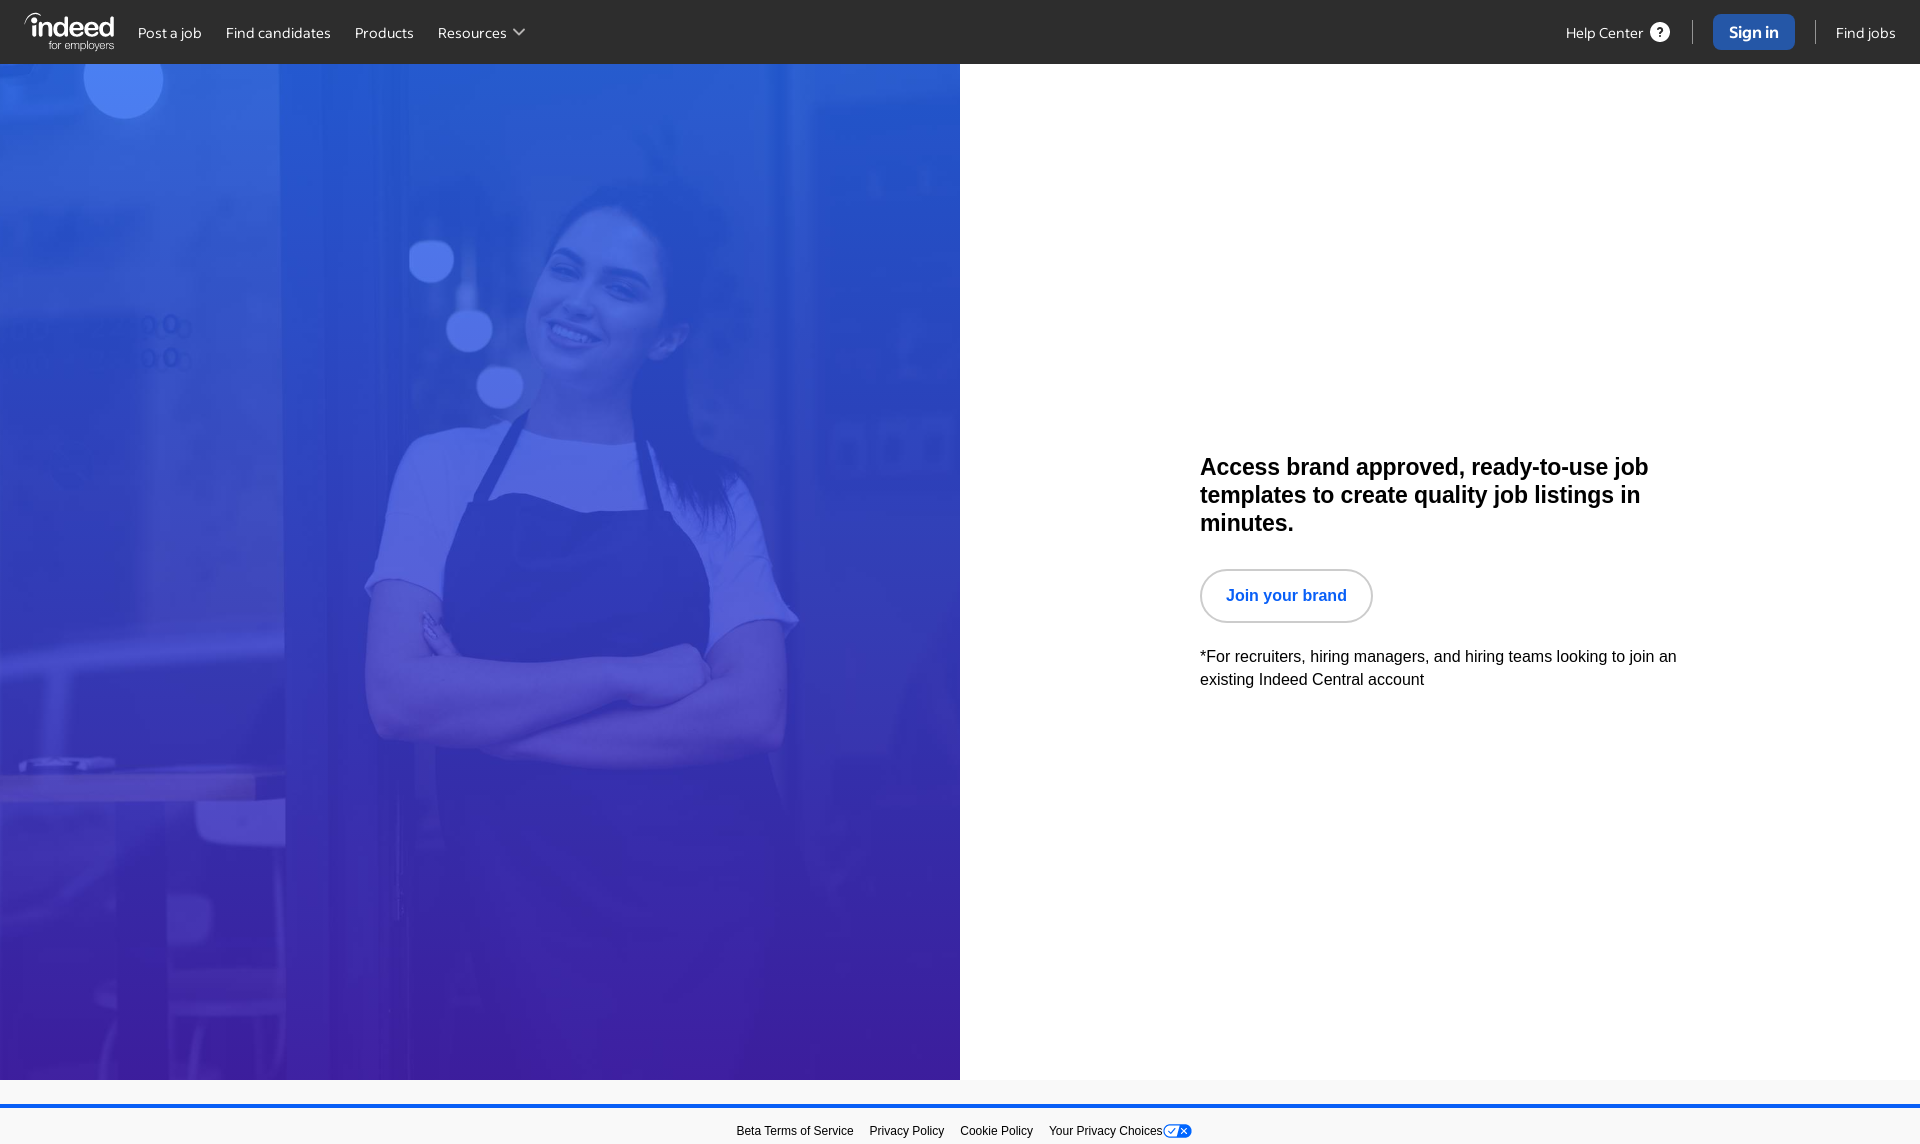 indeed
for employers
Post a job
Find candidates
Products
Resources
Help Center
?
Sign in
Find jobs
Access brand approved, ready-to-use job
templates to create quality job listings in
minutes.
Join your brand
*For recruiters, hiring managers, and hiring teams looking to join an
existing Indeed Central account
Beta Terms of Service
Privacy Policy
Cookie Policy
Your Privacy Choices